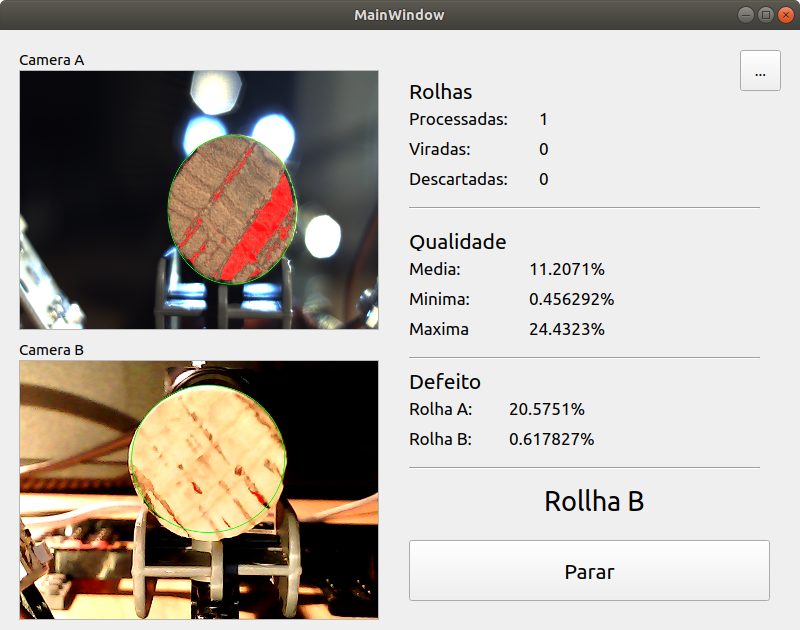 MainWindow
Camera A
...
Rolhas
Processadas: 1
Viradas: 0
Descartadas: 0
Qualidade
Media: 11.2071%
Minima: 0.456292%
Maxima 24.4323%
Camera B
Defeito
Rolha A: 20.5751%
Rolha B: 0.617827%
Rollha B
Parar